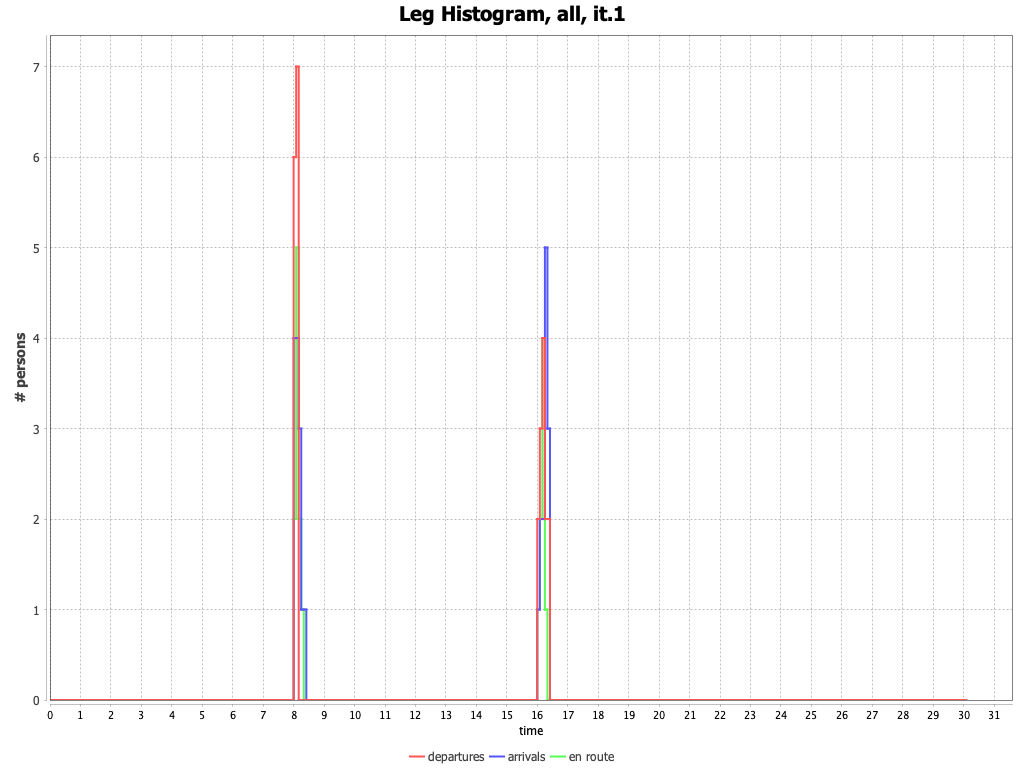 Leg Histogram, all, it.1
# persons
7
6
5
4
3
2
1
0
0 1 2 3 4 5 6 7 8 9 10 11 12 13 14 15 16 17 18 19 20 21 22 23 24 25 26 27 28 29 30 31
time
departures arrivals en route